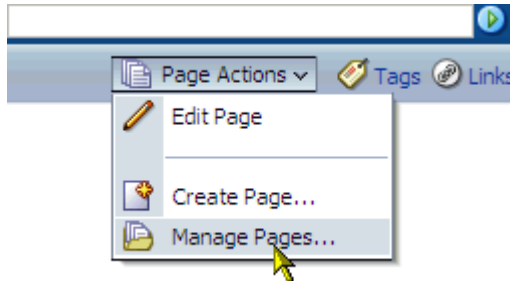 Page Actions Tags Links
Edit Page
Create Page...
Manage Pages...